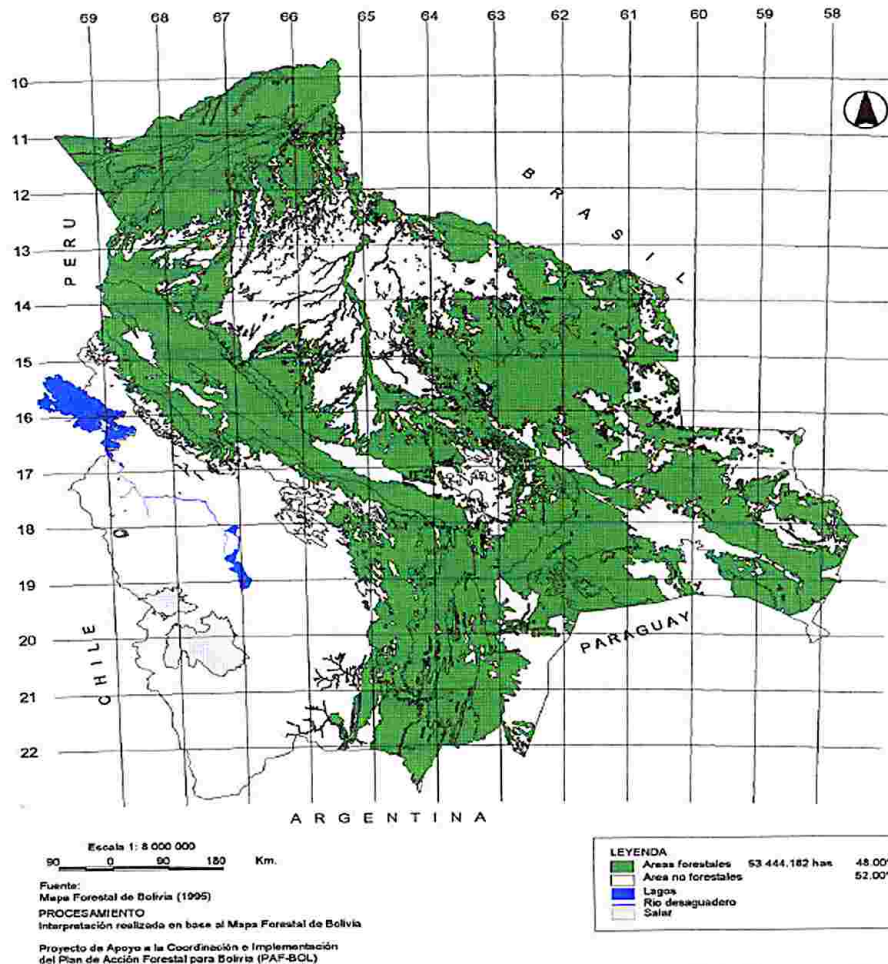 69 68 67 66 65 64 63 62 61 60 59 58
10
11
12
13
14
15
16
17
18
19
20
21
22
BRASIL
PERU
CHILE
PARAGUAY
ARGENTINA
Escala 1: 8 000 000
90 0 90 180 Km.
Fuente:
Mapa Forestal de Bolivia (1995)
PROCESAMIENTO
Interpretación realizada en base al Mapa Forestal de Bolivia
Proyecto de Apoyo a la Coordinación e Implementación
del Plan de Acción Forestal para Bolivia (PAF-BOL)
LEYENDA
Areas forestales 53 444.182 has 48.00
Area no forestales 52.00
Lagos
Rio desaguadero
Salar